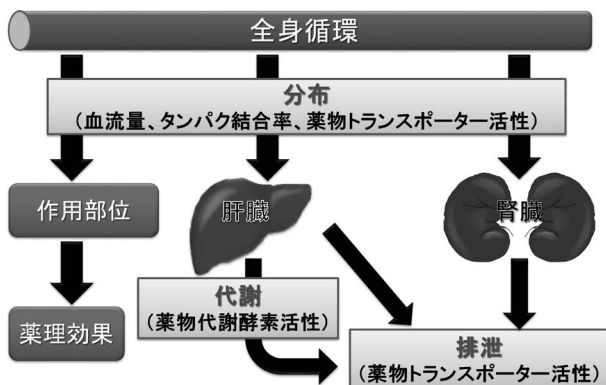 全身循環
分布
(血流量、タンパク結合率、薬物トランスポーター活性)
作用部位
肝臓
腎臓
代謝
(薬物代謝酵素活性)
薬理効果
排泄
(薬物トランスポーター活性)